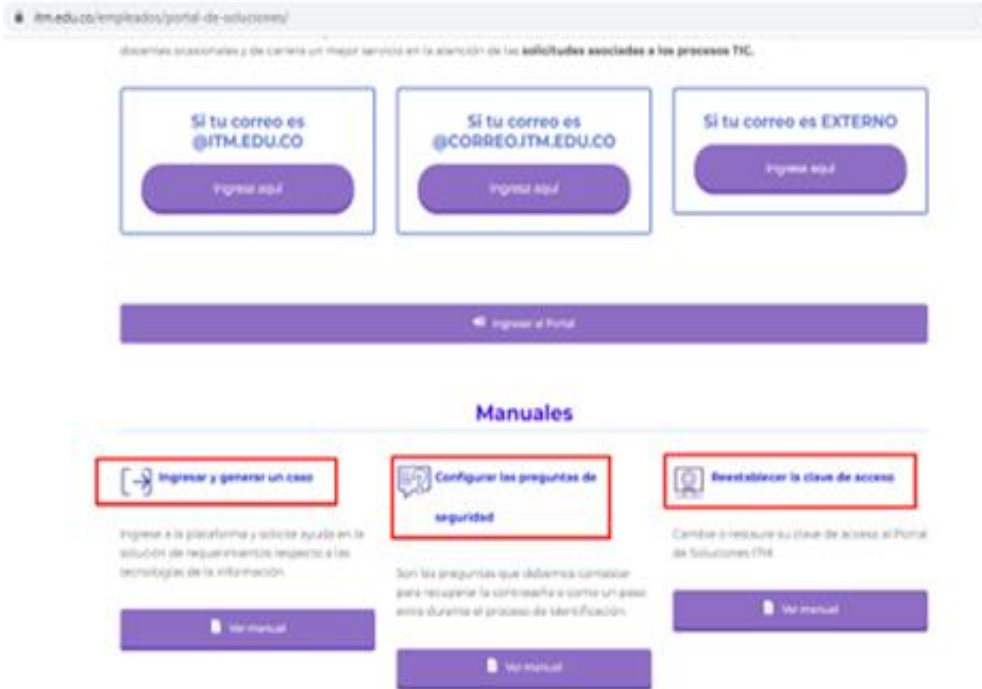 itm.edu.co/empleados/portal-de-soluciones/
docentes ocasionales y de carrera un mejor servicio en la atención de las solicitudes asociadas a los procesos TIC.
Si tu correo es
@ITM.EDU.CO
Ingresa aquí
Si tu correo es
@CORREO.ITM.EDU.CO
Ingresa aquí
Si tu correo es EXTERNO
Ingresa aquí
Ingresar al Portal
Manuales
Ingresar y generar un caso
Ingrese a la plataforma y solicite ayuda en la
solución de requerimientos respecto a las
tecnologías de la información.
Ver manual
Configurar las preguntas de
seguridad
Son las preguntas que debemos contestar
para recuperar la contraseña o como un paso
extra durante el proceso de identificación.
Ver manual
Reestablecer la clave de acceso
Cambie o restaure su clave de acceso al Portal
de Soluciones ITM
Ver manual